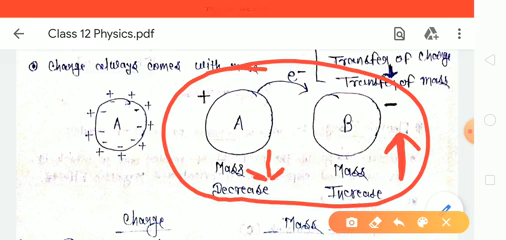 Class 12 Physics.pdf
Charge always comes with mass
Transfer of Charge
Transfer of mass
e-
+ A B -
+ + + + + + + + A
Mass Mass
Decrease Increase
Charge Mass